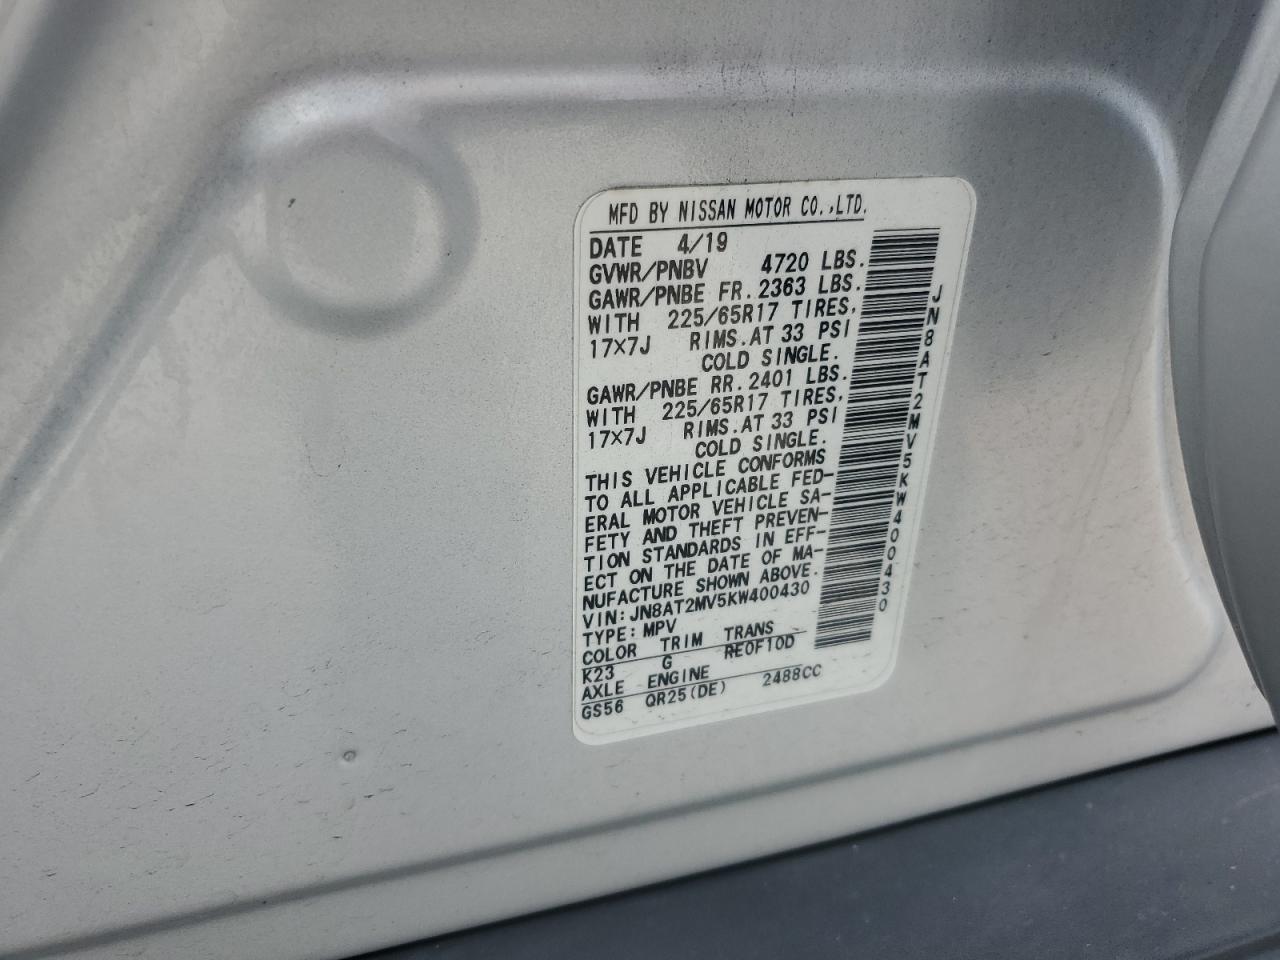 MFD BY NISSAN MOTOR CO.,LTD.
DATE 4/19
GVWR/PNBV 4720 LBS.
GAWR/PNBE FR. 2363 LBS.
WITH 225/65R17 TIRES,
17×7J RIMS.AT 33 PSI
COLD SINGLE.
GAWR/PNBE RR. 2401 LBS.
WITH 225/65R17 TIRES,
17×7J RIMS.AT 33 PSI
COLD SINGLE.
THIS VEHICLE CONFORMS
TO ALL APPLICABLE FED-
ERAL MOTOR VEHICLE SA-
FETY AND THEFT PREVEN-
TION STANDARDS IN EFF-
ECT ON THE DATE OF MA-
NUFACTURE SHOWN ABOVE.
VIN:JN8AT2MV5KW400430
TYPE:MPV
COLOR TRIM TRANS
K23 G RE0F10D
AXLE ENGINE
GS56 QR25(DE) 2488CC
JN8AT2MV5KW400430